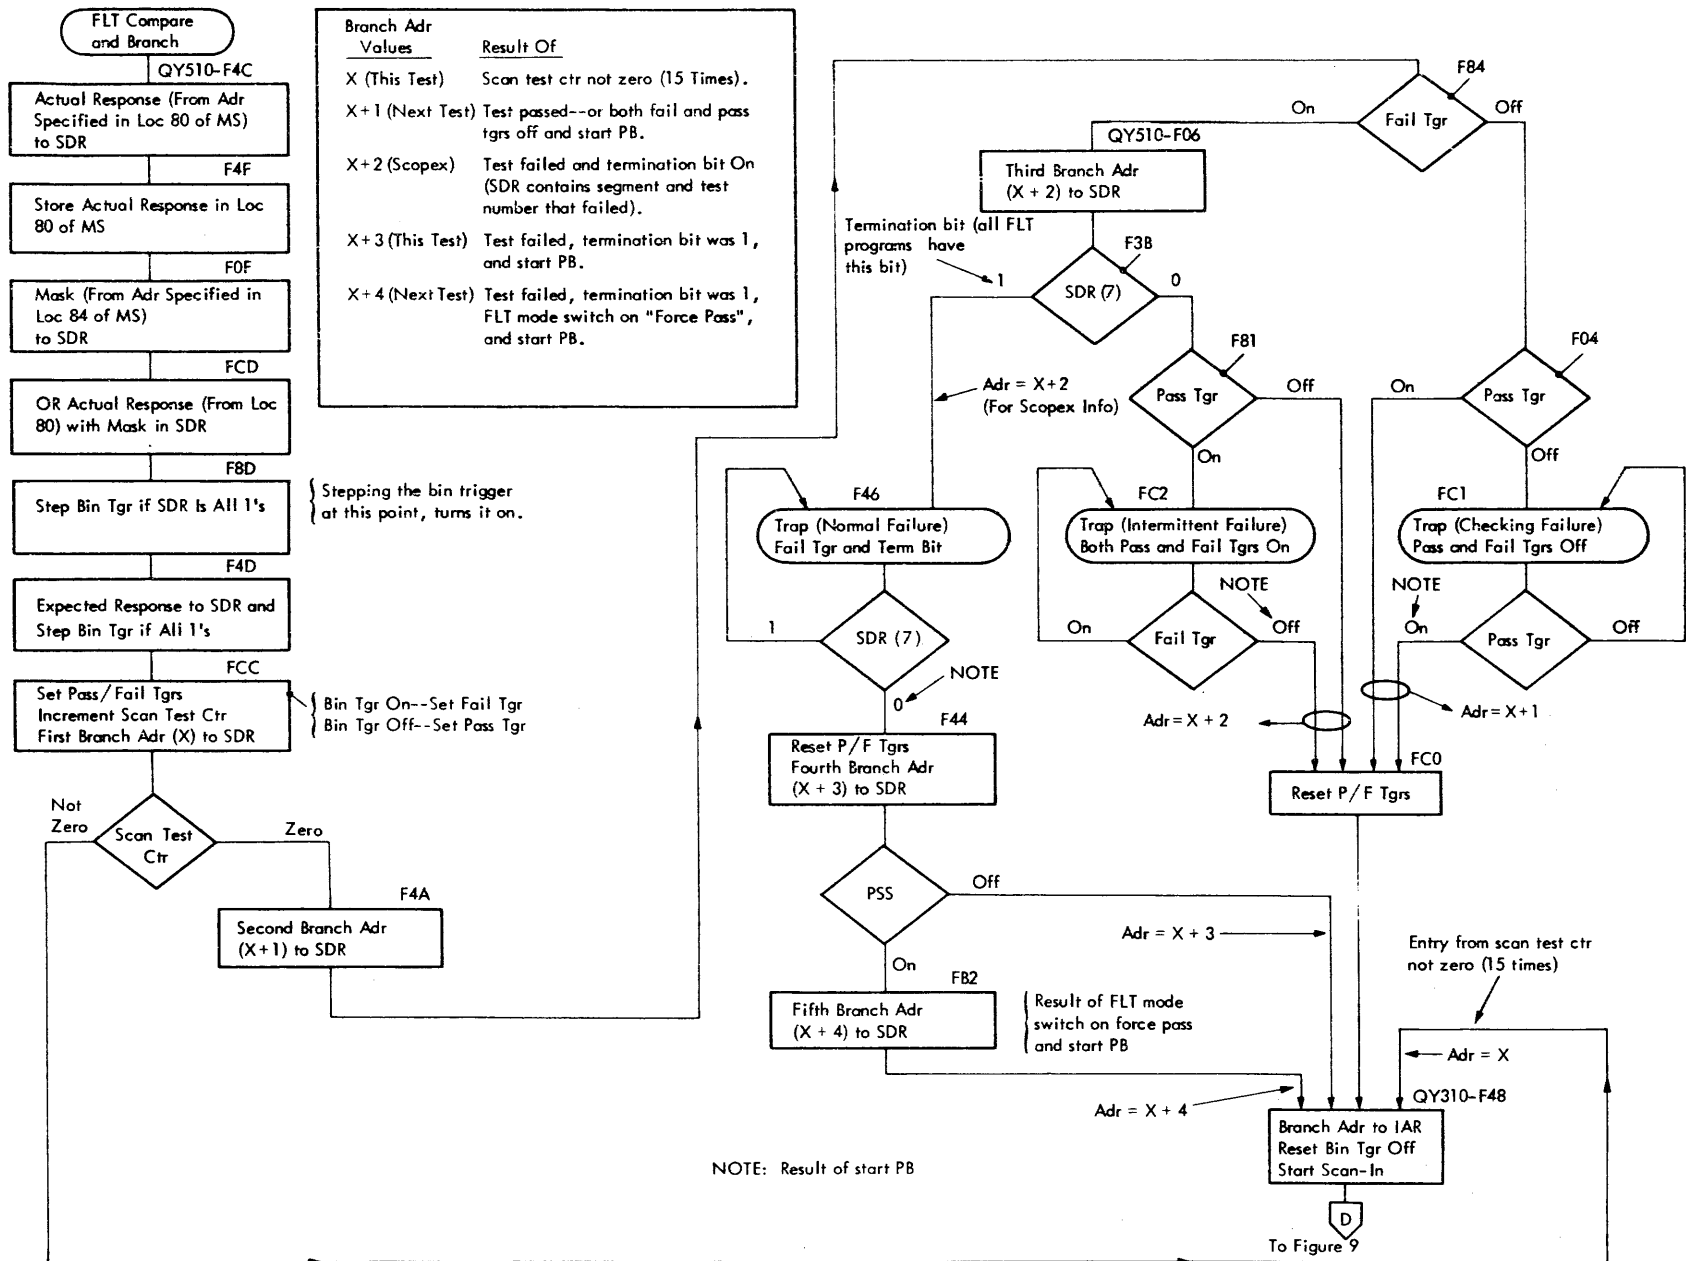 FLT Compare
and Branch
QY510-F4C
Actual Response (From Adr
Specified in Loc 80 of MS)
to SDR
F4F
Store Actual Response in Loc
80 of MS
F0F
Mask (From Adr Specified in
Loc 84 of MS)
to SDR
FCD
OR Actual Response (From Loc
80) with Mask in SDR
F8D
Step Bin Tgr if SDR Is All 1's
Stepping the bin trigger
at this point, turns it on.
F4D
Expected Response to SDR and
Step Bin Tgr if All 1's
FCC
Set Pass/Fail Tgrs
Increment Scan Test Ctr
First Branch Adr (X) to SDR
Bin Tgr On--Set Fail Tgr
Bin Tgr Off--Set Pass Tgr
Not
Zero
Scan Test
Ctr
Zero
F4A
Second Branch Adr
(X+1) to SDR
Branch Adr
Values Result Of
X (This Test) Scan test ctr not zero (15 Times).
X+1 (Next Test) Test passed--or both fail and pass
tgrs off and start PB.
X+2 (Scopex) Test failed and termination bit On
(SDR contains segment and test
number that failed).
X+3 (This Test) Test failed, termination bit was 1,
and start PB.
X+4 (Next Test) Test failed, termination bit was 1,
FLT mode switch on "Force Pass",
and start PB.
F84
On
Fail Tgr
Off
QY510-F06
Third Branch Adr
(X + 2) to SDR
Termination bit (all FLT
programs have
this bit)
F3B
1
SDR (7)
0
F81
Pass Tgr
Off
On
F04
On
Pass Tgr
Off
Adr = X+2
(For Scopex Info)
F46
Trap (Normal Failure)
Fail Tgr and Term Bit
FC2
Trap (Intermittent Failure)
Both Pass and Fail Tgrs On
FC1
Trap (Checking Failure)
Pass and Fail Tgrs Off
1
SDR (7)
NOTE
0
On
Fail Tgr
NOTE
Off
NOTE
On
Pass Tgr
Off
Adr=X + 2
Adr=X+1
F44
Reset P/F Tgrs
Fourth Branch Adr
(X + 3) to SDR
FC0
Reset P/F Tgrs
PSS
Off
On
Adr = X + 3
Entry from scan test ctr
not zero (15 times)
FB2
Fifth Branch Adr
(X + 4) to SDR
Result of FLT mode
switch on force pass
and start PB
Adr = X
Adr = X + 4
QY310-F48
Branch Adr to IAR
Reset Bin Tgr Off
Start Scan-In
NOTE: Result of start PB
D
To Figure 9